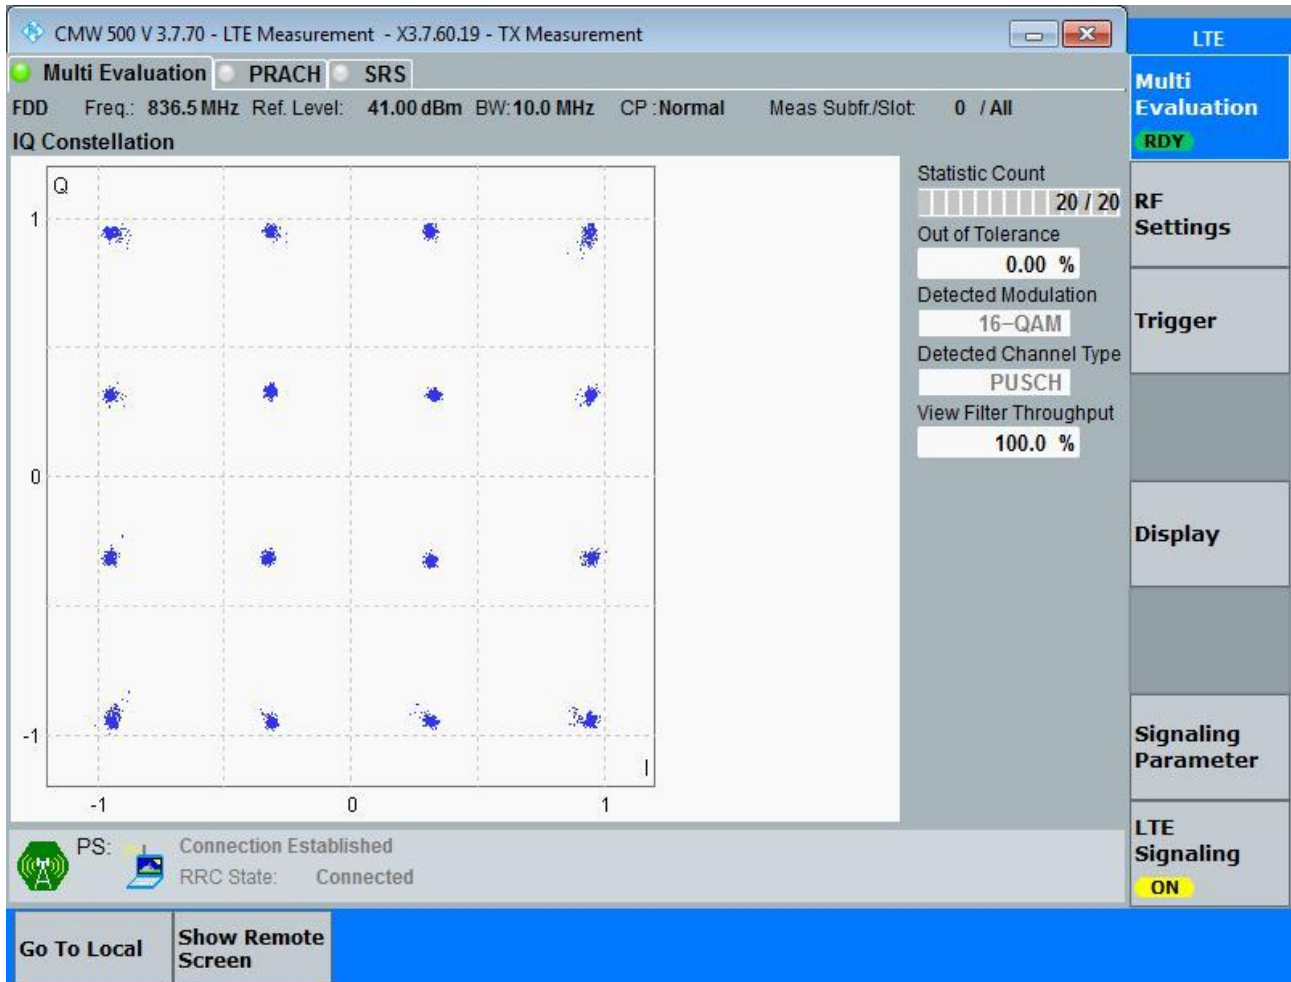 CMW 500 V 3.7.70 - LTE Measurement - X3.7.60.19 - TX Measurement
Multi Evaluation PRACH SRS
FDD Freq.: 836.5 MHz Ref. Level: 41.00 dBm BW: 10.0 MHz CP : Normal Meas Subfr./Slot: 0 / All
IQ Constellation
Q
1
0
-1
I
-1 0 1
Statistic Count
20 / 20
Out of Tolerance
0.00 %
Detected Modulation
16-QAM
Detected Channel Type
PUSCH
View Filter Throughput
100.0 %
PS: Connection Established
RRC State: Connected
LTE
Multi
Evaluation
RDY
RF
Settings
Trigger
Display
Signaling
Parameter
LTE
Signaling
ON
Go To Local
Show Remote
Screen